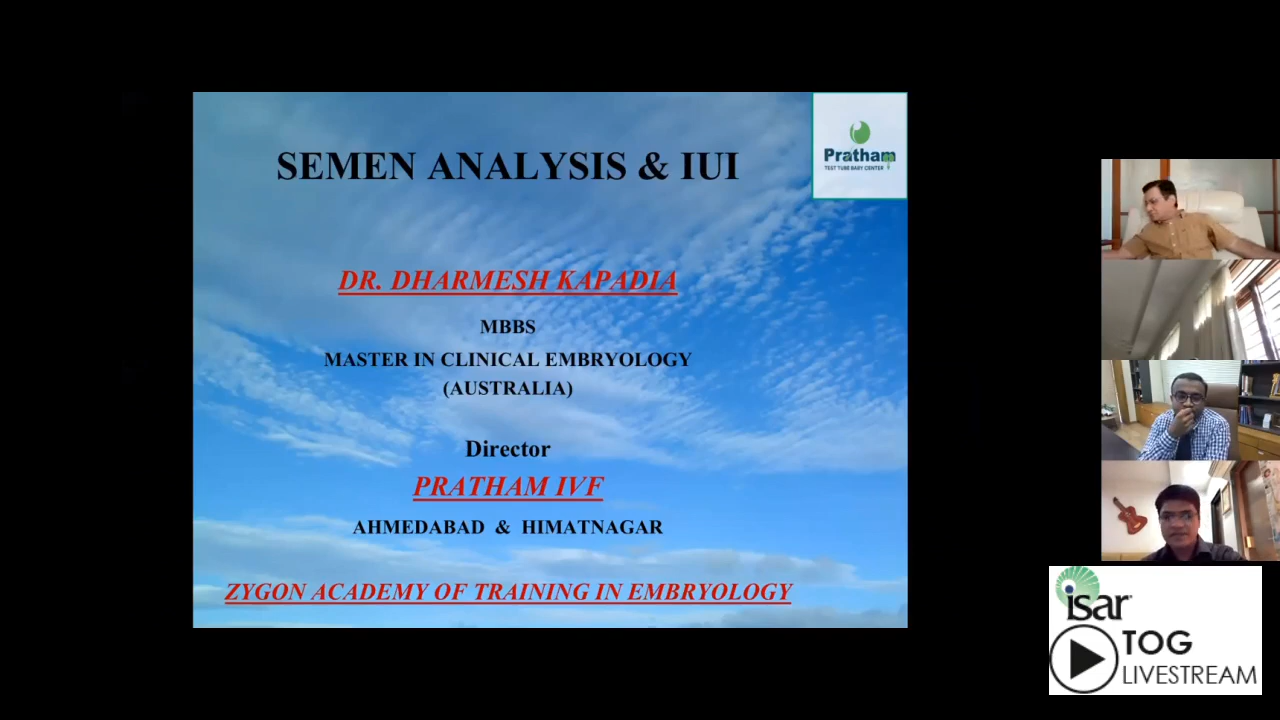 SEMEN ANALYSIS & IUI
Pratham
TEST TUBE BABY CENTER
DR. DHARMESH KAPADIA
MBBS
MASTER IN CLINICAL EMBRYOLOGY
(AUSTRALIA)
Director
PRATHAM IVF
AHMEDABAD & HIMATNAGAR
ZYGON ACADEMY OF TRAINING IN EMBRYOLOGY
isar
TOG
LIVESTREAM